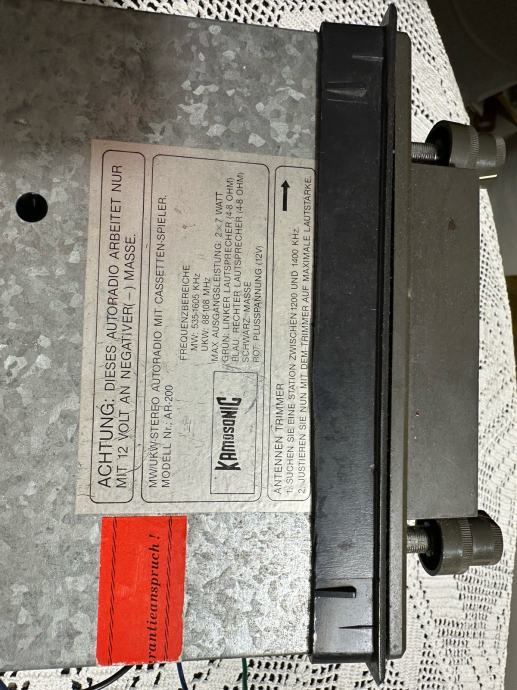 ACHTUNG: DIESES AUTORADIO ARBEITET NUR
MIT 12 VOLT AN NEGATIVER(-) MASSE.
MW/UKW-STEREO AUTORADIO MIT CASSETTEN-SPIELER.
MODELL Nr.: AR-200
FREQUENZBEREICHE
MW: 535-1605 KHz
UKW: 88-108 MHz
MAX. AUSGANGSLEISTUNG: 2×7 WATT
GRÜN: LINKER LAUTSPRECHER (4-8 OHM)
BLAU: RECHTER LAUTSPRECHER (4-8 OHM)
SCHWARZ: MASSE
ROT: PLUSSPANNUNG (12V)
KAMOSONIC
ANTENNEN TRIMMER
1. SUCHEN SIE EINE STATION ZWISCHEN 1200 UND 1400 KHz.
2. JUSTIEREN SIE NUN MIT DEM TRIMMER AUF MAXIMALE LAUTSTÄRKE.
rantieanspruch!